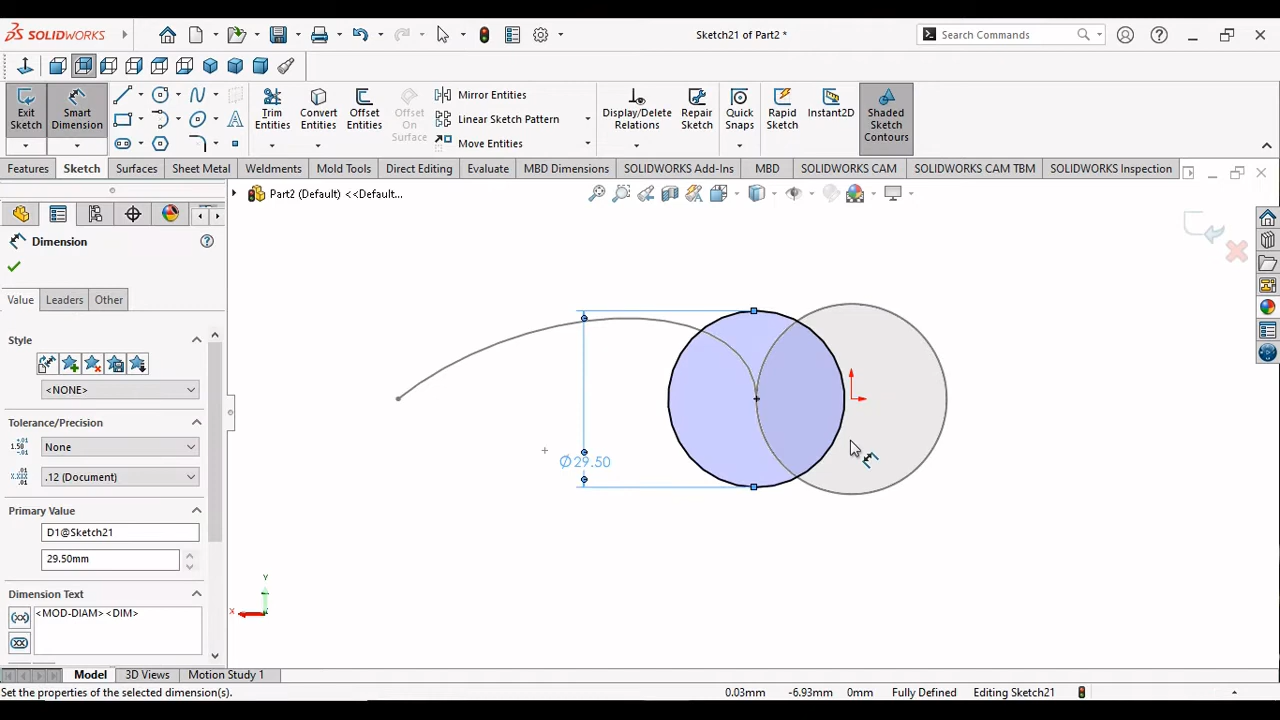 SOLIDWORKS
Sketch21 of Part2 *
Search Commands
Exit Sketch
Smart Dimension
Trim Entities
Convert Entities
Offset Entities
Offset On Surface
Mirror Entities
Linear Sketch Pattern
Move Entities
Display/Delete Relations
Repair Sketch
Quick Snaps
Rapid Sketch
Instant2D
Shaded Sketch Contours
Features
Sketch
Surfaces
Sheet Metal
Weldments
Mold Tools
Direct Editing
Evaluate
MBD Dimensions
SOLIDWORKS Add-Ins
MBD
SOLIDWORKS CAM
SOLIDWORKS CAM TBM
SOLIDWORKS Inspection
Part2 (Default) <<Default...
Dimension
Value
Leaders
Other
Style
<NONE>
Tolerance/Precision
None
.12 (Document)
Primary Value
D1@Sketch21
29.50mm
Dimension Text
<MOD-DIAM><DIM>
Ø29.50
Y
X
Model
3D Views
Motion Study 1
Set the properties of the selected dimension(s).
0.03mm
-6.93mm
0mm
Fully Defined
Editing Sketch21